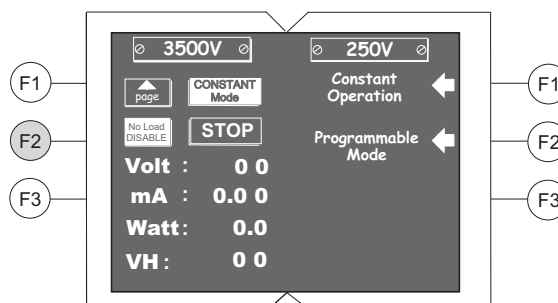 3500V
250V
F1
page
CONSTANT
Mode
Constant
Operation
F1
F2
No Load
DISABLE
STOP
Programmable
Mode
F2
Volt : 0 0
F3
mA : 0.0 0
F3
Watt: 0.0
VH : 0 0